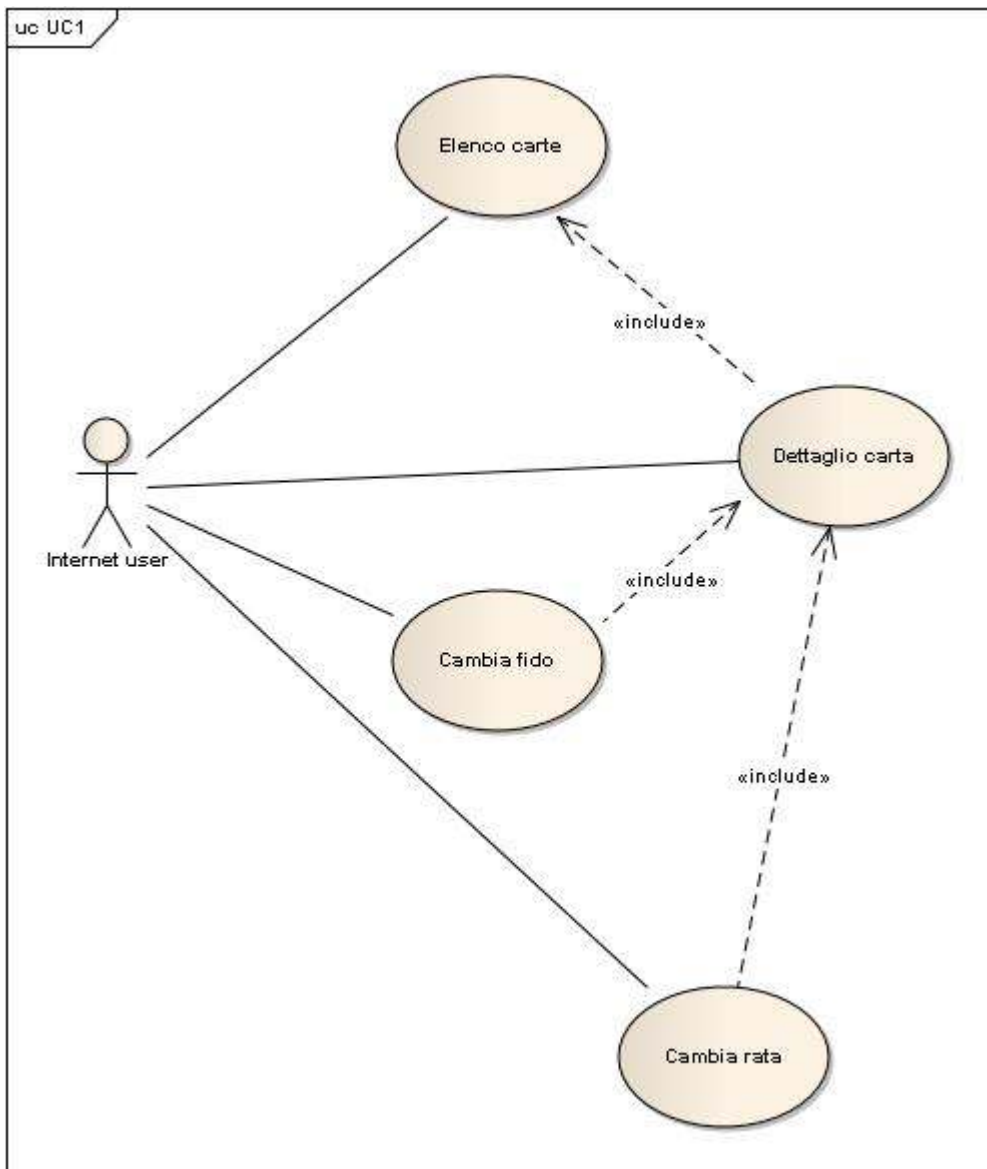 uc UC1
Elenco carte
«include»
Dettaglio carta
Internet user
«include»
Cambia fido
«include»
Cambia rata